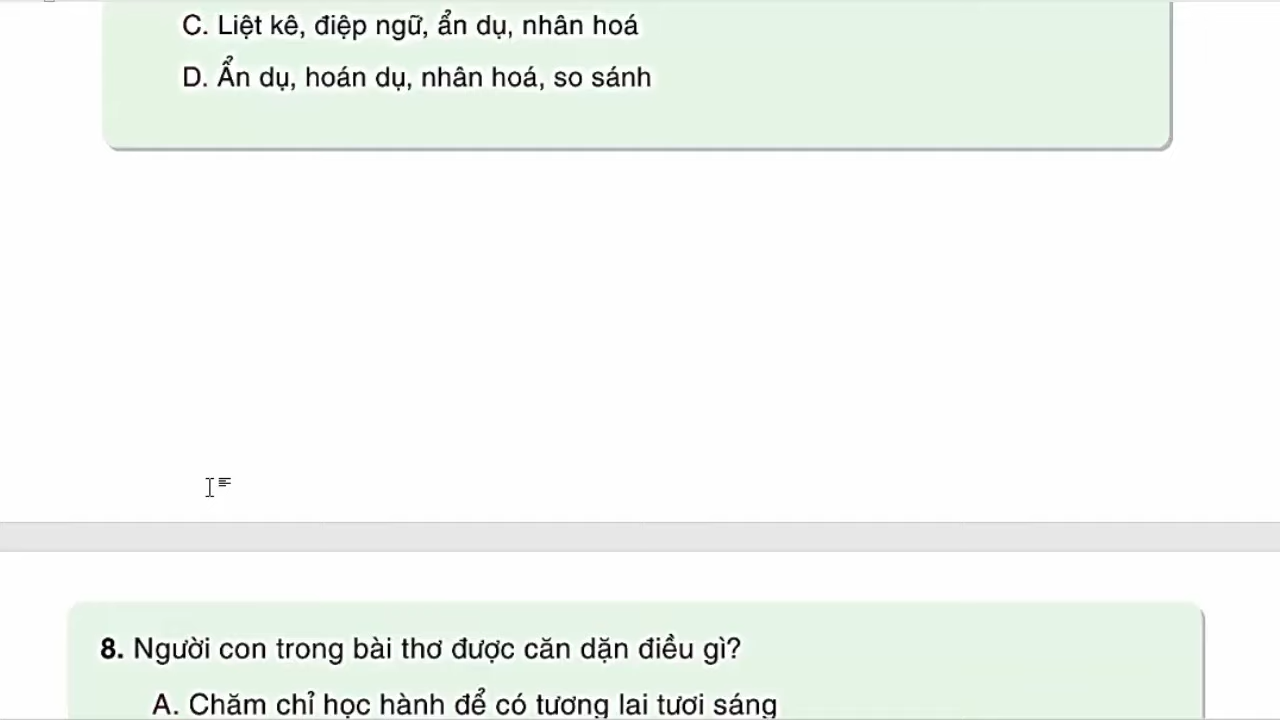 C. Liệt kê, điệp ngữ, ẩn dụ, nhân hoá
D. Ẩn dụ, hoán dụ, nhân hoá, so sánh
8. Người con trong bài thơ được căn dặn điều gì?
A. Chăm chỉ học hành để có tương lai tươi sáng